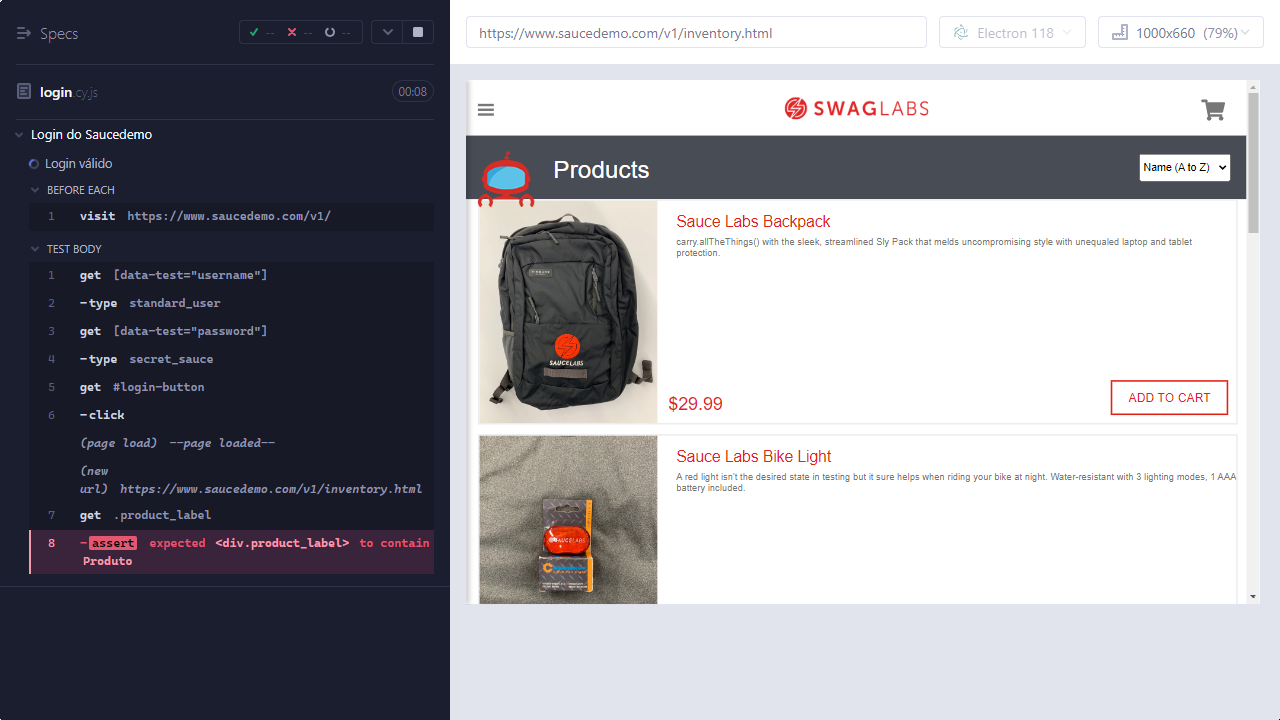 Specs
--
--
--
login cy.js
00:08
Login do Saucedemo
Login válido
BEFORE EACH
1 visit https://www.saucedemo.com/v1/
TEST BODY
1 get [data-test="username"]
2 -type standard_user
3 get [data-test="password"]
4 -type secret_sauce
5 get #login-button
6 -click
(page load) --page loaded--
(new
url) https://www.saucedemo.com/v1/inventory.html
7 get .product_label
8 -assert expected <div.product_label> to contain
Produto
https://www.saucedemo.com/v1/inventory.html
Electron 118
1000x660 (79%)
SWAGLABS
Products
Name (A to Z)
Sauce Labs Backpack
carry.allTheThings() with the sleek, streamlined Sly Pack that melds uncompromising style with unequaled laptop and tablet
protection.
SAUCELABS
$29.99
ADD TO CART
Sauce Labs Bike Light
A red light isn't the desired state in testing but it sure helps when riding your bike at night. Water-resistant with 3 lighting modes, 1 AAA
battery included.
SAUCELABS